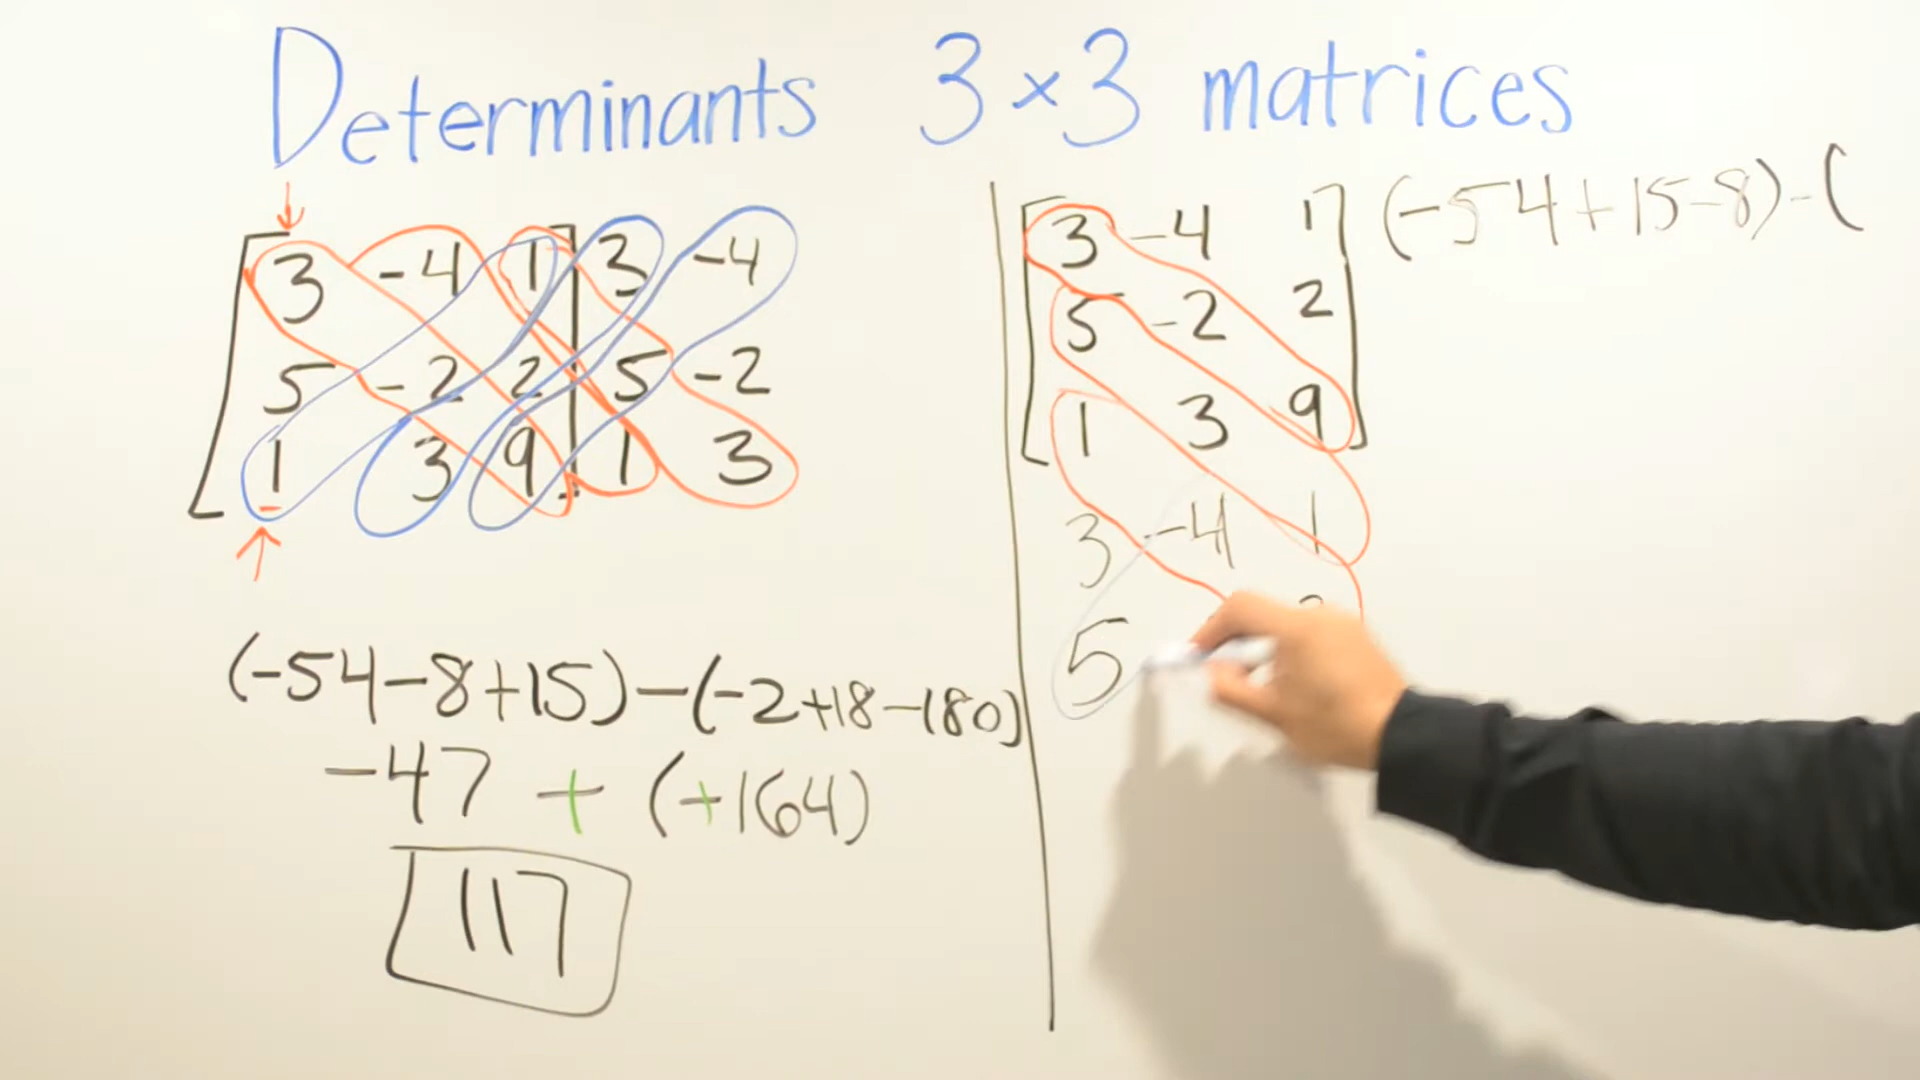 Determinants 3×3 matrices
3 -4 1 3 -4
5 -2 2 5 -2
1 3 9 1 3
(-54-8+15)-(-2+18-180)
-47 + (+164)
117
3 -4 1 (-54+15-8)-(
5 -2 2
1 3 9
3 -4 1
5